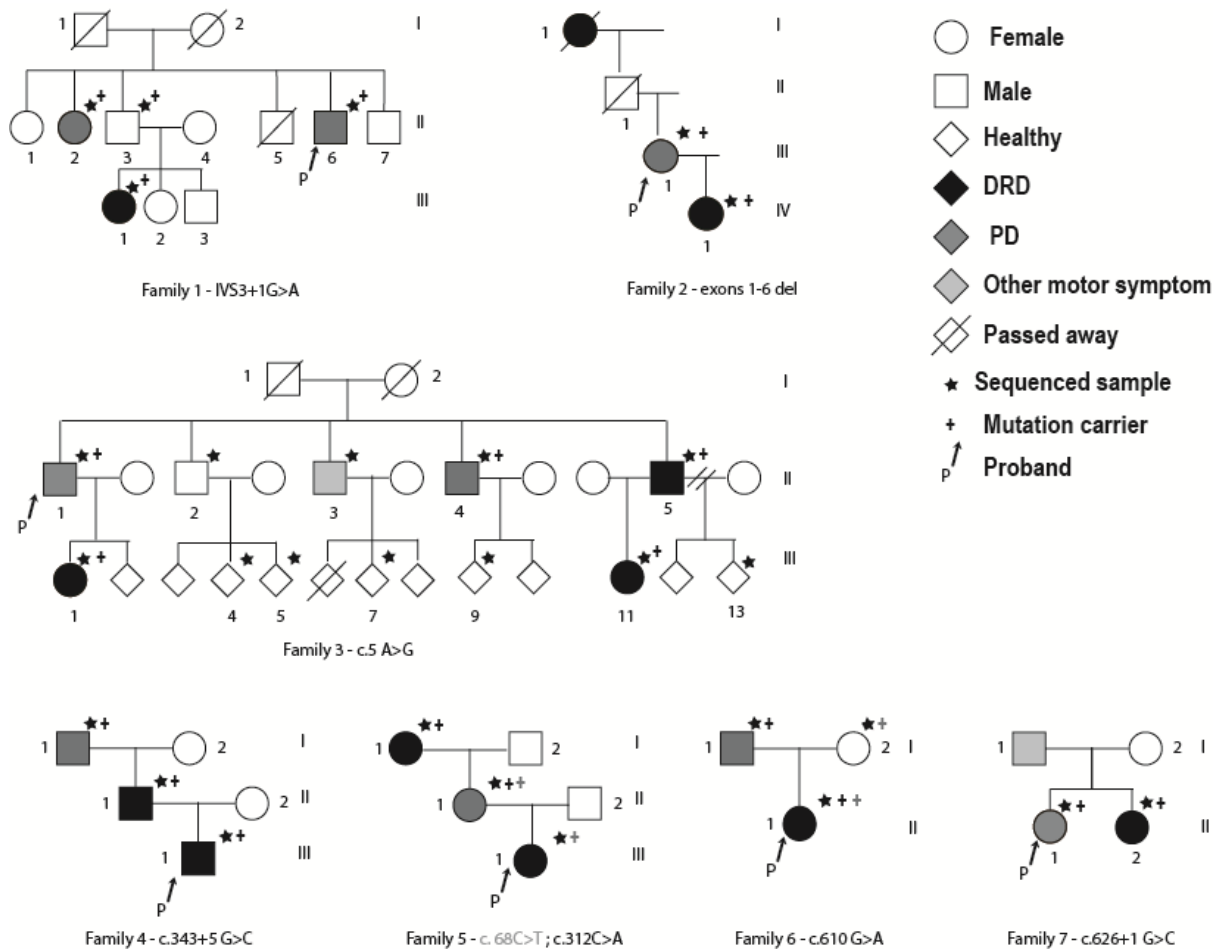 1 2 I 1 I Female
II Male
1
1 2 3 4 5 6 7 II Healthy
P III
1
P
III DRD
IV
1 2 3 1 PD
Family 1 - IVS3+1G>A Family 2 - exons 1-6 del Other motor symptom
Passed away
1 2 I Sequenced sample
+ Mutation carrier
P Proband
II
P 1 2 3 4 5
III
1 4 5 7 9 11 13
Family 3 - c.5 A>G
1 2 I 1 2 I 1 2 I 1 2 I
1 2 II 1 2 II 1 II II
1 III 1 III P P 1 2
P P
Family 4 - c.343+5 G>C Family 5 - c. 68C>T ; c.312C>A Family 6 - c.610 G>A Family 7 - c.626+1 G>C